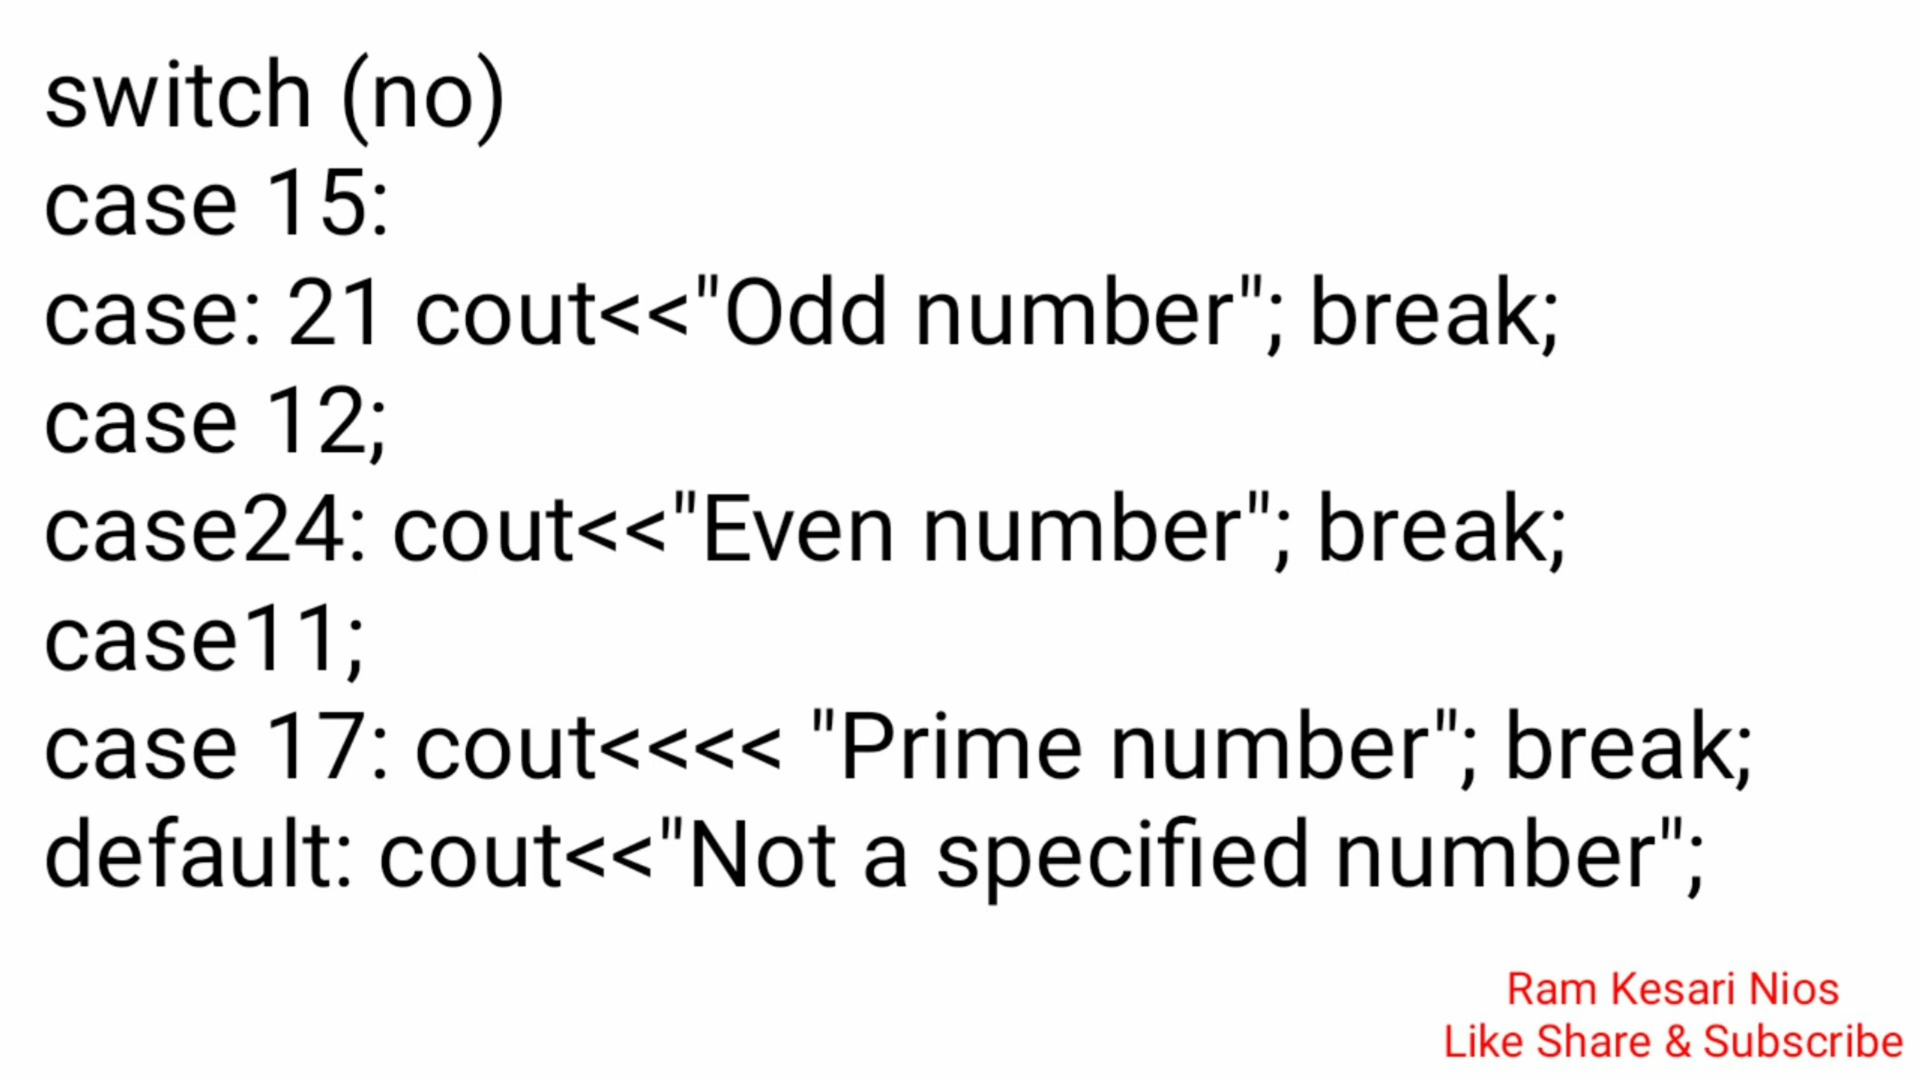 switch (no)
case 15:
case: 21 cout<<"Odd number"; break;
case 12;
case24: cout<<"Even number"; break;
case11;
case 17: cout<<<< "Prime number"; break;
default: cout<<"Not a specified number";
Ram Kesari Nios
Like Share & Subscribe